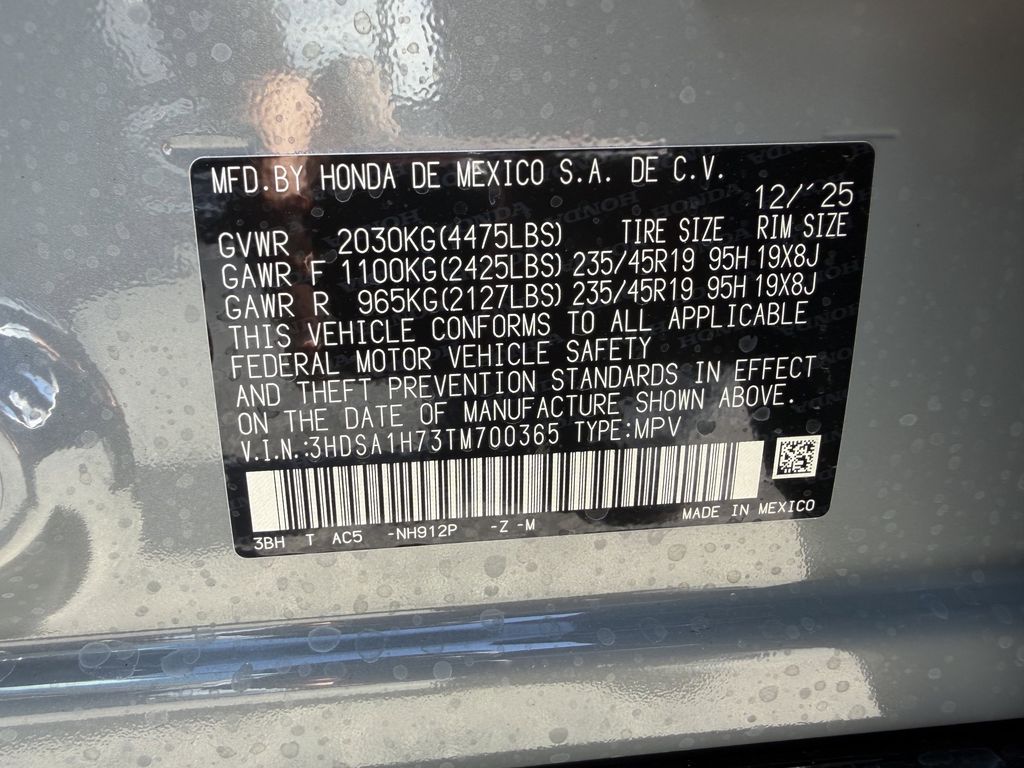 MFD.BY HONDA DE MEXICO S.A. DE C.V.
12/´25
GVWR 2030KG(4475LBS) TIRE SIZE RIM SIZE
GAWR F 1100KG(2425LBS) 235/45R19 95H 19X8J
GAWR R 965KG(2127LBS) 235/45R19 95H 19X8J
THIS VEHICLE CONFORMS TO ALL APPLICABLE
FEDERAL MOTOR VEHICLE SAFETY
AND THEFT PREVENTION STANDARDS IN EFFECT
ON THE DATE OF MANUFACTURE SHOWN ABOVE.
V.I.N.:3HDSA1H73TM700365 TYPE:MPV
MADE IN MEXICO
3BH T AC5 -NH912P -Z -M